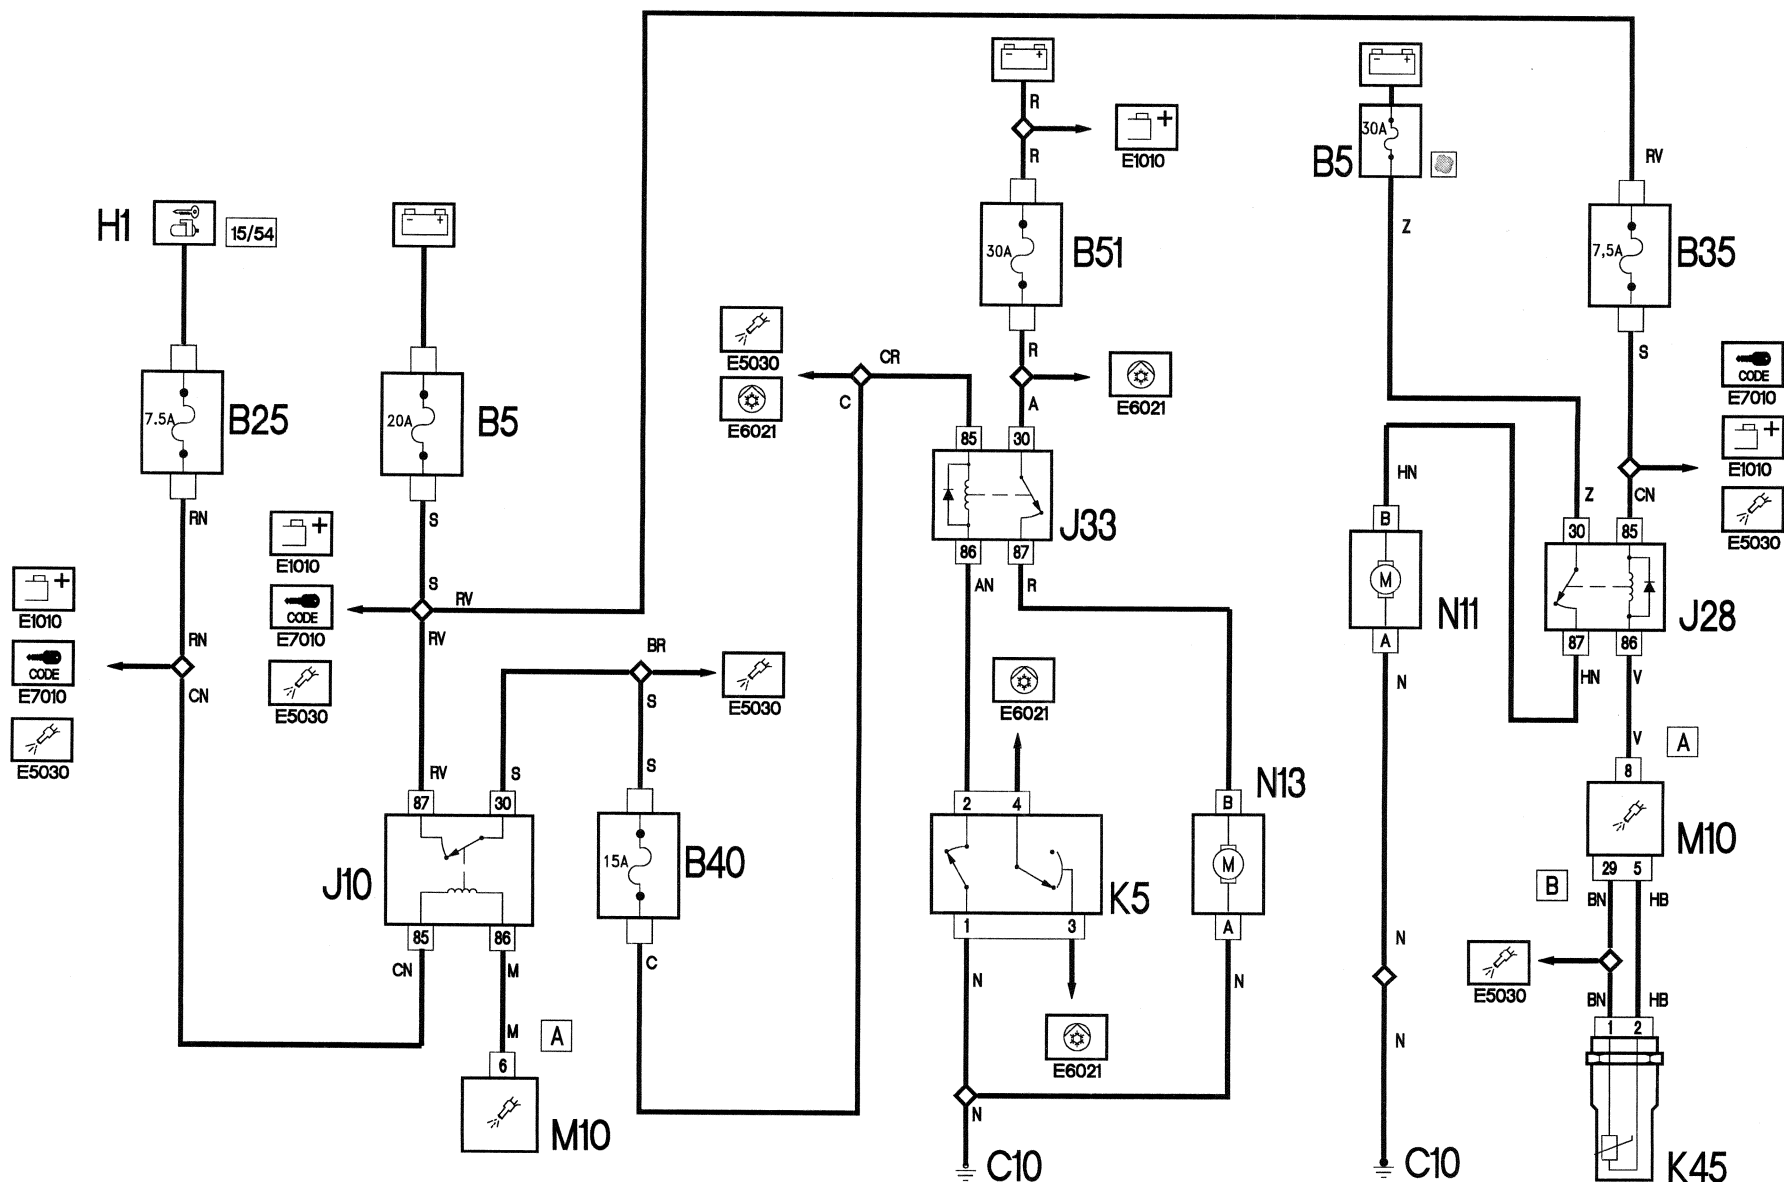 R
+
E1010
R
30A
B5
RV
H1
15/54
Z
30A
B51
7,5A
B35
E5030
CR
R
S
CODE
E7010
7.5A
B25
20A
B5
C
E6021
A
E6021
+
E1010
85
30
HN
Z
CN
E5030
RN
S
+
E1010
J33
B
30
85
86
87
M
N11
J28
+
E1010
S
CODE
E7010
RV
AN
R
A
87
86
RN
RV
BR
CODE
E7010
CN
E5030
S
E5030
E6021
N
HN
V
E5030
V
A
RV
S
S
N13
8
87
30
2
4
B
M10
J10
15A
B40
K5
M
29
5
B
BN
HB
85
86
1
3
A
CN
M
C
N
N
N
E5030
BN
HB
M
A
E6021
N
1
2
6
M10
N
C10
C10
K45